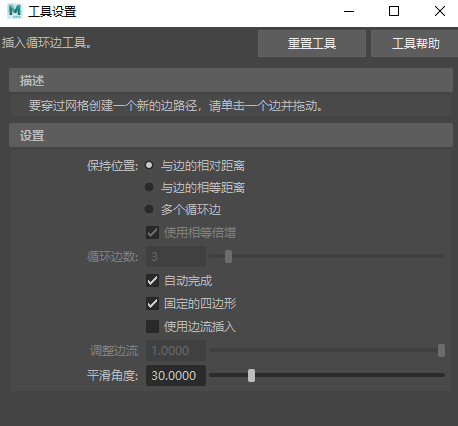 工具设置
插入循环边工具。 重置工具 工具帮助
描述
要穿过网格创建一个新的边路径，请单击一个边并拖动。
设置
保持位置: 与边的相对距离
与边的相等距离
多个循环边
使用相等倍增
循环边数: 3
自动完成
固定的四边形
使用边流插入
调整边流 1.0000
平滑角度: 30.0000